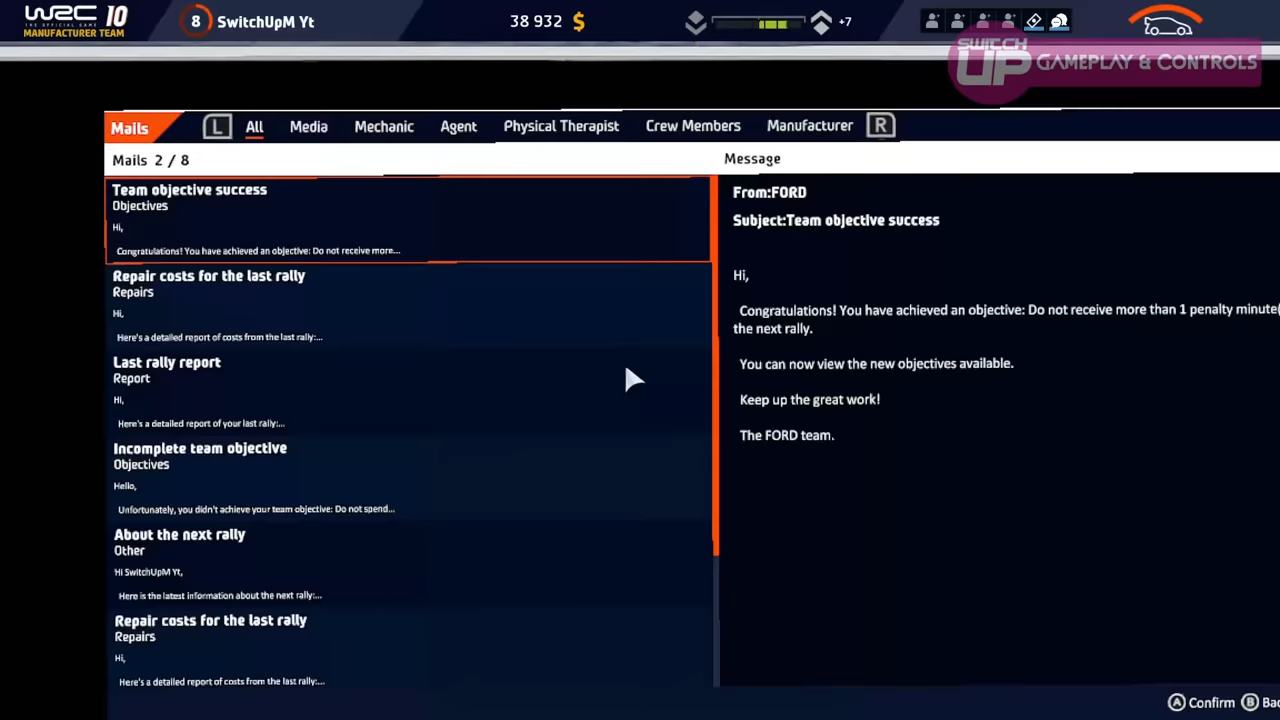 WRC 10
THE OFFICIAL GAME
MANUFACTURER TEAM
8 SwitchUpM Yt
38 932 $
+7
SWITCH UP GAMEPLAY & CONTROLS
Mails
L All Media Mechanic Agent Physical Therapist Crew Members Manufacturer R
Mails 2 / 8
Message
Team objective success
Objectives
Hi,
Congratulations! You have achieved an objective: Do not receive more...
Repair costs for the last rally
Repairs
Hi,
Here's a detailed report of costs from the last rally:...
Last rally report
Report
Hi,
Here's a detailed report of your last rally:...
Incomplete team objective
Objectives
Hello,
Unfortunately, you didn't achieve your team objective: Do not spend...
About the next rally
Other
Hi SwitchUpM Yt,
Here is the latest information about the next rally:...
Repair costs for the last rally
Repairs
Hi,
Here's a detailed report of costs from the last rally:...
From:FORD
Subject:Team objective success
Hi,
Congratulations! You have achieved an objective: Do not receive more than 1 penalty minute(
the next rally.
You can now view the new objectives available.
Keep up the great work!
The FORD team.
A Confirm B Bac